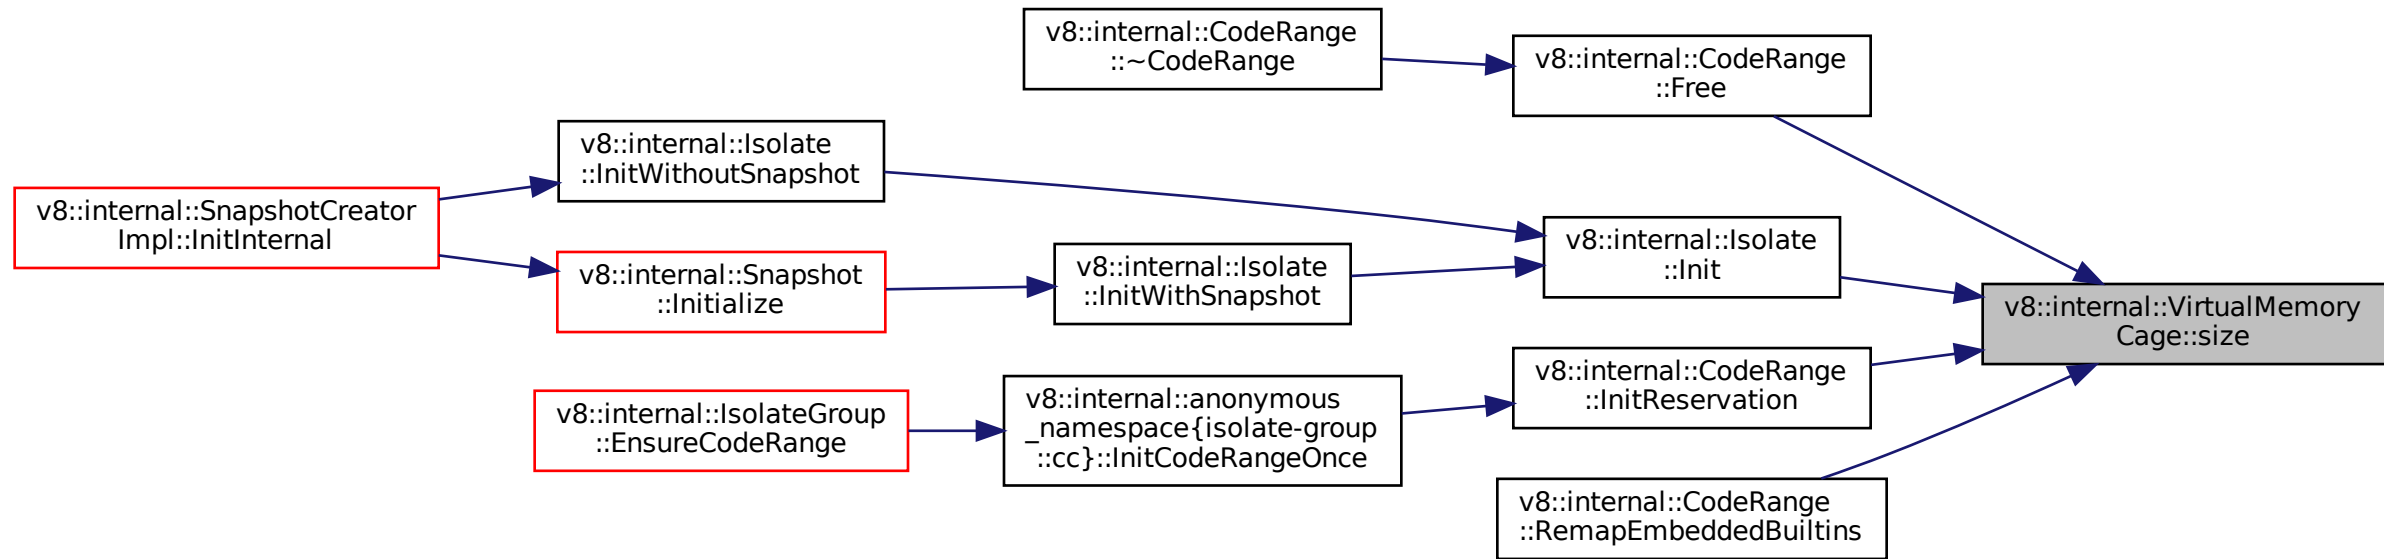 v8::internal::CodeRange
::~CodeRange
v8::internal::CodeRange
::Free
v8::internal::Isolate
::InitWithoutSnapshot
v8::internal::SnapshotCreator
Impl::InitInternal
v8::internal::Isolate
::Init
v8::internal::Snapshot
::Initialize
v8::internal::Isolate
::InitWithSnapshot
v8::internal::VirtualMemory
Cage::size
v8::internal::CodeRange
::InitReservation
v8::internal::IsolateGroup
::EnsureCodeRange
v8::internal::anonymous
_namespace{isolate-group
::cc}::InitCodeRangeOnce
v8::internal::CodeRange
::RemapEmbeddedBuiltins